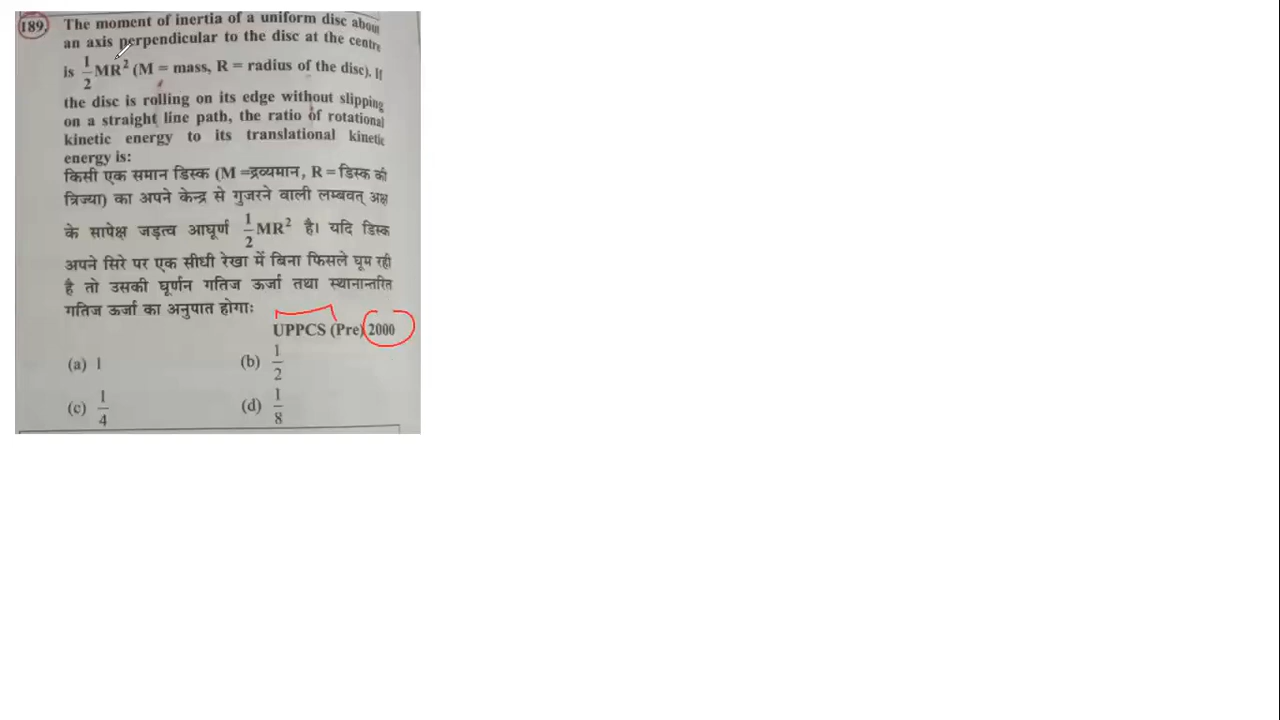 189. The moment of inertia of a uniform disc about
an axis perpendicular to the disc at the centre
is 1/2 MR² (M = mass, R = radius of the disc). If
the disc is rolling on its edge without slipping
on a straight line path, the ratio of rotational
kinetic energy to its translational kinetic
energy is:
किसी एक समान डिस्क (M =द्रव्यमान, R = डिस्क की
त्रिज्या) का अपने केन्द्र से गुजरने वाली लम्बवत् अक्ष
के सापेक्ष जड़त्व आघूर्ण 1/2 MR² है। यदि डिस्क
अपने सिरे पर एक सीधी रेखा में बिना फिसले घूम रही
है तो उसकी घूर्णन गतिज ऊर्जा तथा स्थानान्तरित
गतिज ऊर्जा का अनुपात होगाः
UPPCS (Pre) 2000
(a) 1 (b) 1/2
(c) 1/4 (d) 1/8